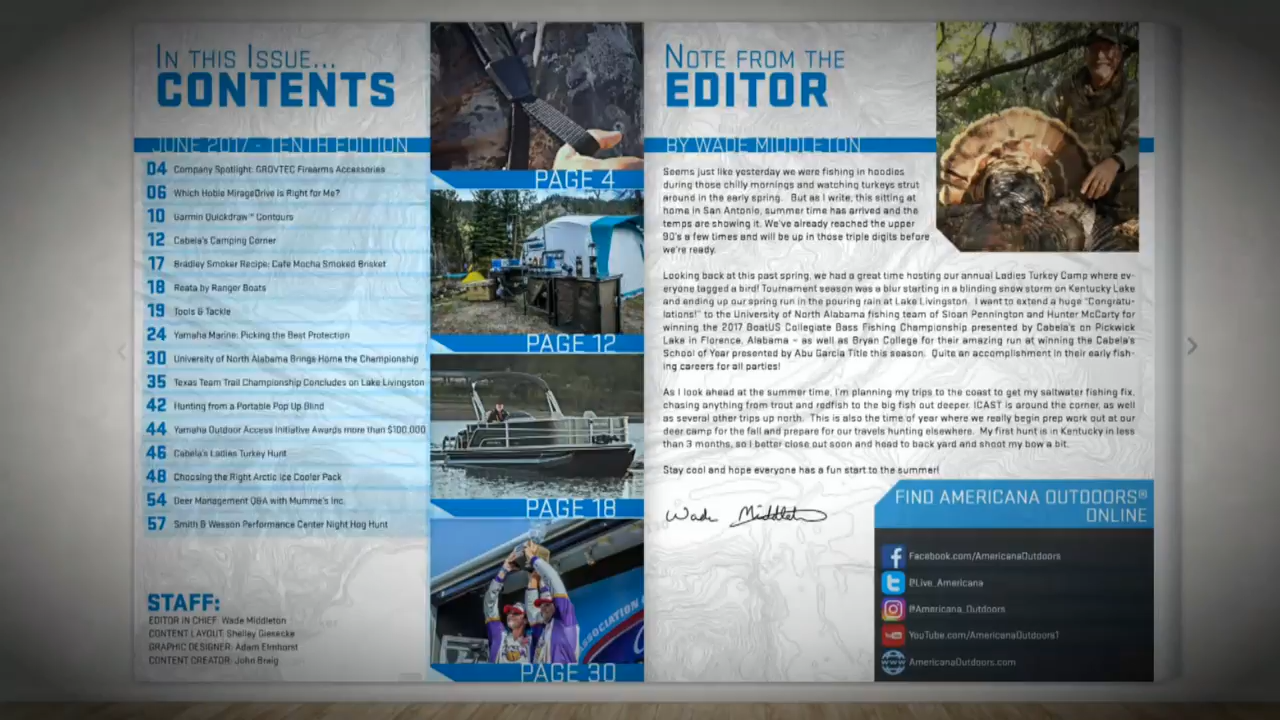 IN THIS ISSUE...
CONTENTS
JUNE 2017 - TENTH EDITION
04 Company Spotlight: GROVTEC Firearms Accessories
06 Which Hobie MirageDrive is Right for Me?
10 Garmin Quickdraw™ Contours
12 Cabela's Camping Corner
17 Bradley Smoker Recipe: Cafe Mocha Smoked Brisket
18 Reata by Ranger Boats
19 Tools & Tackle
24 Yamaha Marine: Picking the Best Protection
30 University of North Alabama Brings Home the Championship
35 Texas Team Trail Championship Concludes on Lake Livingston
42 Hunting from a Portable Pop Up Blind
44 Yamaha Outdoor Access Initiative Awards more than $100,000
46 Cabela's Ladies Turkey Hunt
48 Choosing the Right Arctic Ice Cooler Pack
54 Deer Management Q&A with Mumme's Inc.
57 Smith & Wesson Performance Center Night Hog Hunt
STAFF:
EDITOR IN CHIEF: Wade Middleton
CONTENT LAYOUT: Shelley Giesecke
GRAPHIC DESIGNER: Adam Elmhorst
CONTENT CREATOR: John Braig
PAGE 4
PAGE 12
PAGE 18
ASSOCIATION
PAGE 30
NOTE FROM THE
EDITOR
BY WADE MIDDLETON
Seems just like yesterday we were fishing in hoodies
during those chilly mornings and watching turkeys strut
around in the early spring. But as I write, this sitting at
home in San Antonio, summer time has arrived and the
temps are showing it. We've already reached the upper
90's a few times and will be up in those triple digits before
we're ready.
Looking back at this past spring, we had a great time hosting our annual Ladies Turkey Camp where ev-
eryone tagged a bird! Tournament season was a blur starting in a blinding snow storm on Kentucky Lake
and ending up our spring run in the pouring rain at Lake Livingston. I want to extend a huge "Congratu-
lations!" to the University of North Alabama fishing team of Sloan Pennington and Hunter McCarty for
winning the 2017 BoatUS Collegiate Bass Fishing Championship presented by Cabela's on Pickwick
Lake in Florence, Alabama - as well as Bryan College for their amazing run at winning the Cabela's
School of Year presented by Abu Garcia Title this season. Quite an accomplishment in their early fish-
ing careers for all parties!
As I look ahead at the summer time, I'm planning my trips to the coast to get my saltwater fishing fix,
chasing anything from trout and redfish to the big fish out deeper. ICAST is around the corner, as well
as several other trips up north. This is also the time of year where we really begin prep work out at our
deer camp for the fall and prepare for our travels hunting elsewhere. My first hunt is in Kentucky in less
than 3 months, so I better close out soon and head to back yard and shoot my bow a bit.
Stay cool and hope everyone has a fun start to the summer!
Wade Middleton
FIND AMERICANA OUTDOORS®
ONLINE
Facebook.com/AmericanaOutdoors
@Live_Americana
@Americana_Outdoors
YouTube.com/AmericanaOutdoors1
AmericanaOutdoors.com